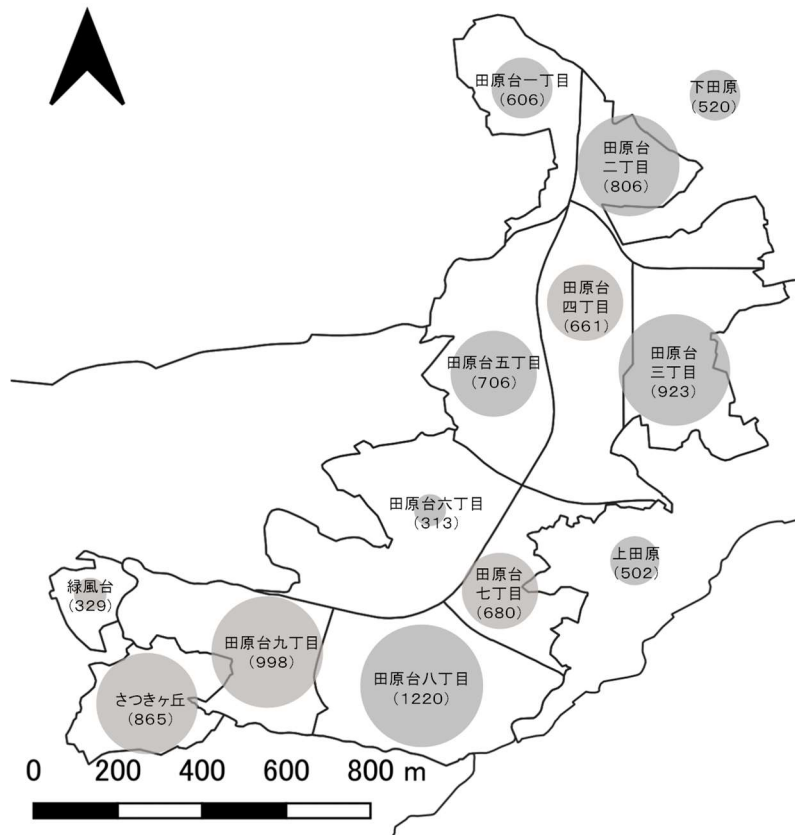 田原台一丁目
(606)
下田原
(520)
田原台
二丁目
(806)
田原台
四丁目
(661)
田原台五丁目
(706)
田原台
三丁目
(923)
田原台六丁目
(313)
上田原
(502)
田原台
七丁目
(680)
緑風台
(329)
田原台九丁目
(998)
田原台八丁目
(1220)
さつきヶ丘
(865)
0 200 400 600 800 m